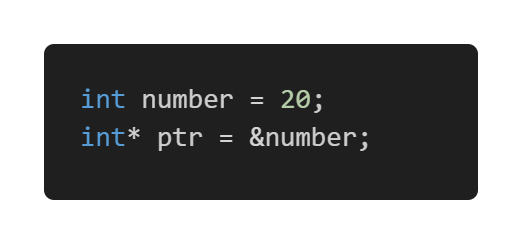 int number = 20;
int* ptr = &number;